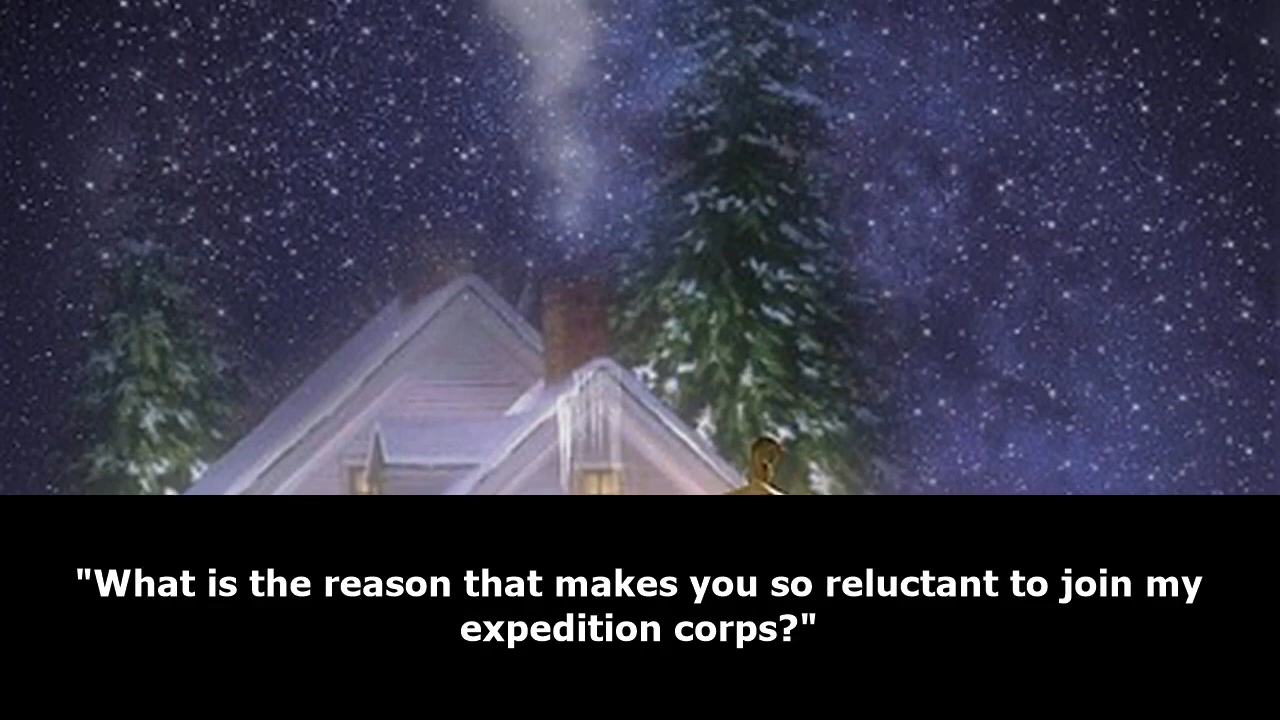 "What is the reason that makes you so reluctant to join my
expedition corps?"